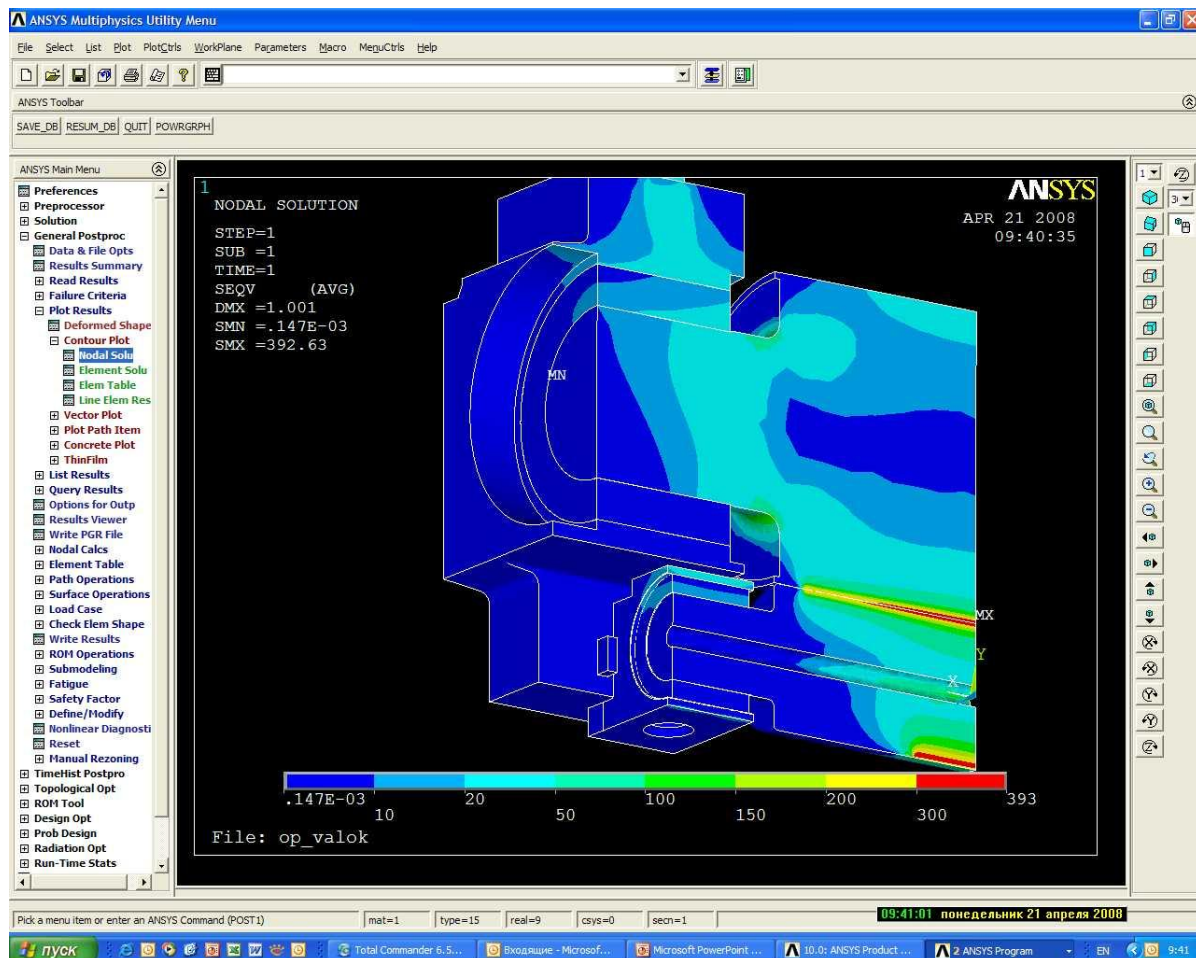 ANSYS Multiphysics Utility Menu
File Select List Plot PlotCtrls WorkPlane Parameters Macro MenuCtrls Help
ANSYS Toolbar
SAVE_DB RESUM_DB QUIT POWRGRPH
ANSYS Main Menu
Preferences
Preprocessor
Solution
General Postproc
Data & File Opts
Results Summary
Read Results
Failure Criteria
Plot Results
Deformed Shape
Contour Plot
Nodal Solu
Element Solu
Elem Table
Line Elem Res
Vector Plot
Plot Path Item
Concrete Plot
ThinFilm
List Results
Query Results
Options for Outp
Results Viewer
Write PGR File
Nodal Calcs
Element Table
Path Operations
Surface Operations
Load Case
Check Elem Shape
Write Results
ROM Operations
Submodeling
Fatigue
Safety Factor
Define/Modify
Nonlinear Diagnosti
Reset
Manual Rezoning
TimeHist Postpro
Topological Opt
ROM Tool
Design Opt
Prob Design
Radiation Opt
Run-Time Stats
1
NODAL SOLUTION
STEP=1
SUB =1
TIME=1
SEQV (AVG)
DMX =1.001
SMN =.147E-03
SMX =392.63
ANSYS
APR 21 2008
09:40:35
MN
MX
Y
X
.147E-03 20 100 200 393
10 50 150 300
File: op_valok
1
Pick a menu item or enter an ANSYS Command (POST1) mat=1 type=15 real=9 csys=0 secn=1
09:41:01 понедельник 21 апреля 2008
пуск Total Commander 6.5... Входящие - Microsof... Microsoft PowerPoint ... 10.0: ANSYS Product ... 2 ANSYS Program EN 9:41